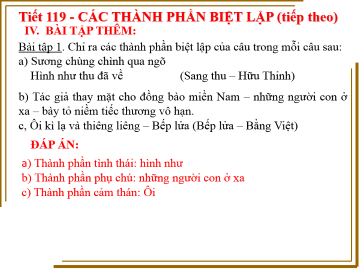 Tiết 119 - CÁC THÀNH PHẦN BIỆT LẬP (tiếp theo)
IV. BÀI TẬP THÊM:
Bài tập 1. Chỉ ra các thành phần biệt lập của câu trong mỗi câu sau:
a) Sương chùng chình qua ngõ
Hình như thu đã về (Sang thu – Hữu Thỉnh)
b) Tác giả thay mặt cho đồng bào miền Nam – những người con ở
xa – bày tỏ niềm tiếc thương vô hạn.
c, Ôi kì lạ và thiêng liêng – Bếp lửa (Bếp lửa – Bằng Việt)
ĐÁP ÁN:
a) Thành phần tình thái: hình như
b) Thành phần phụ chú: những người con ở xa
c) Thành phần cảm thán: Ôi